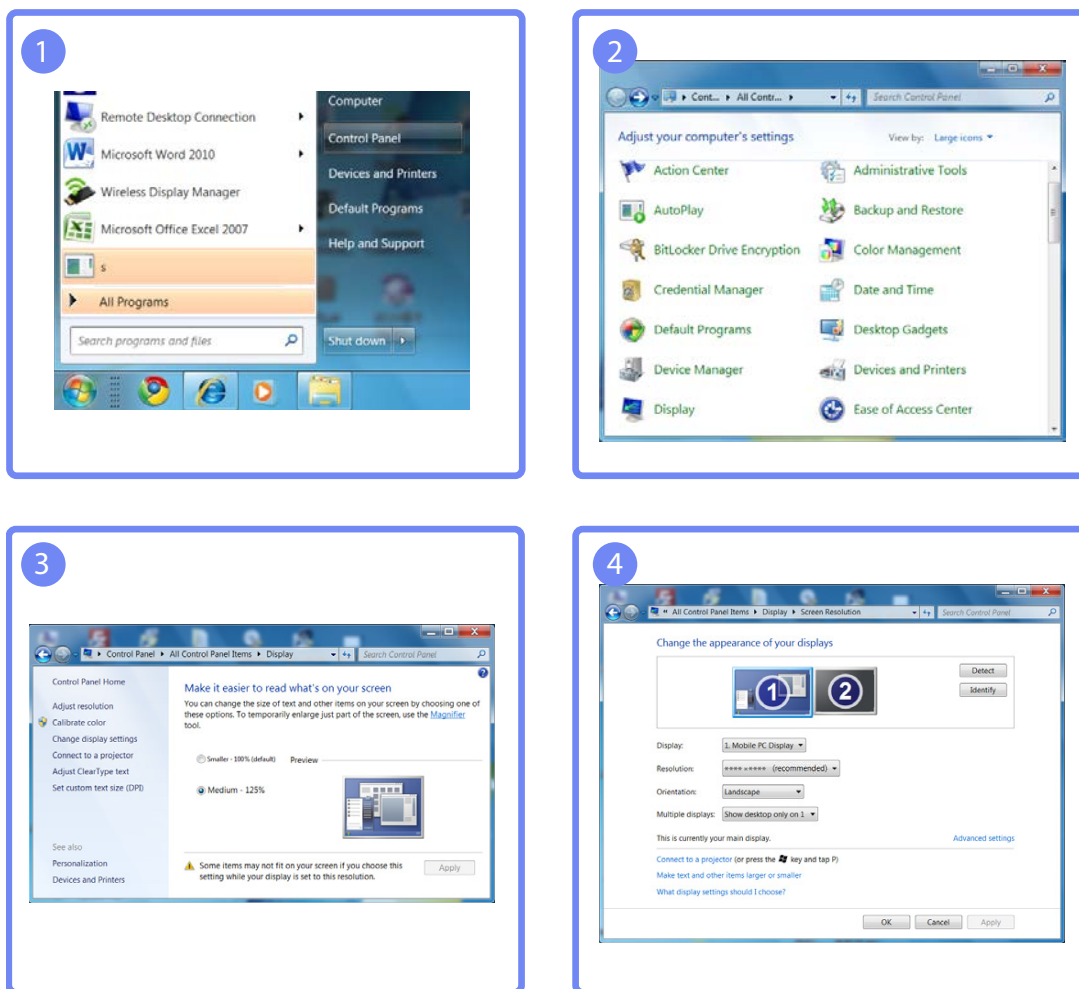 1
Remote Desktop Connection
Microsoft Word 2010
Wireless Display Manager
Microsoft Office Excel 2007
s
All Programs
Search programs and files
Computer
Control Panel
Devices and Printers
Default Programs
Help and Support
Shut down
2
Cont... All Contr...
Search Control Panel
Adjust your computer's settings
View by: Large icons
Action Center
Administrative Tools
AutoPlay
Backup and Restore
BitLocker Drive Encryption
Color Management
Credential Manager
Date and Time
Default Programs
Desktop Gadgets
Device Manager
Devices and Printers
Display
Ease of Access Center
3
Control Panel All Control Panel Items Display
Search Control Panel
Control Panel Home
Adjust resolution
Calibrate color
Change display settings
Connect to a projector
Adjust ClearType text
Set custom text size (DPI)
See also
Personalization
Devices and Printers
Make it easier to read what's on your screen
You can change the size of text and other items on your screen by choosing one of
these options. To temporarily enlarge just part of the screen, use the Magnifier
tool.
Smaller - 100% (default) Preview
Medium - 125%
Some items may not fit on your screen if you choose this
setting while your display is set to this resolution.
Apply
4
« All Control Panel Items Display Screen Resolution
Search Control Panel
Change the appearance of your displays
1 2
Detect
Identify
Display: 1. Mobile PC Display
Resolution: **** × **** (recommended)
Orientation: Landscape
Multiple displays: Show desktop only on 1
This is currently your main display.
Advanced settings
Connect to a projector (or press the key and tap P)
Make text and other items larger or smaller
What display settings should I choose?
OK Cancel Apply